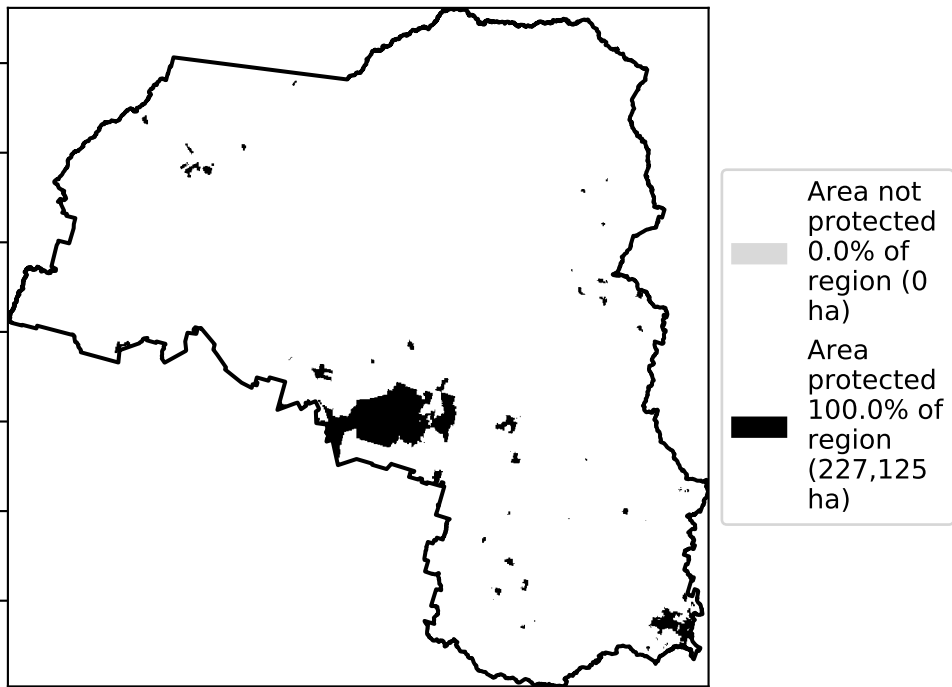 Area not
protected
0.0% of
region (0
ha)
Area
protected
100.0% of
region
(227,125
ha)